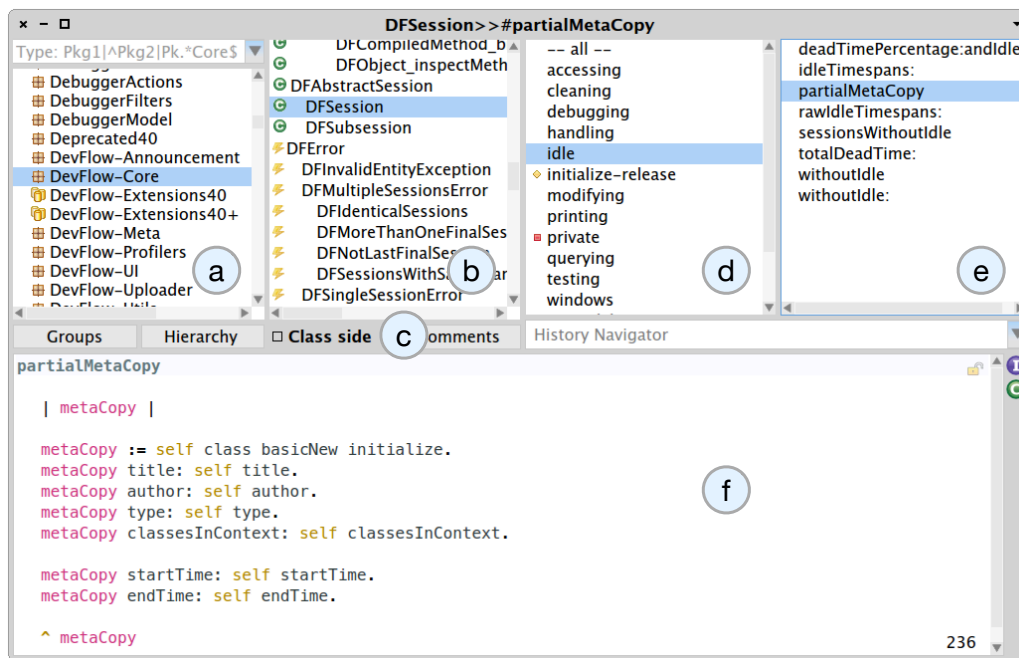 DFSession>>#partialMetaCopy
Type: Pkg1|^Pkg2|Pk.*Core$
DebuggerActions
DebuggerFilters
DebuggerModel
Deprecated40
DevFlow-Announcement
DevFlow-Core
DevFlow-Extensions40
DevFlow-Extensions40+
DevFlow-Meta
DevFlow-Profilers
DevFlow-UI
DevFlow-Uploader
a
DFCompiledMethod_b
DFObject_inspectMeth
DFAbstractSession
DFSession
DFSubsession
DFError
DFInvalidEntityException
DFMultipleSessionsError
DFIdenticalSessions
DFMoreThanOneFinalSes
DFNotLastFinalSession
DFSingleSessionError
b
-- all --
accessing
cleaning
debugging
handling
idle
initialize-release
modifying
printing
private
querying
testing
windows
d
deadTimePercentage:andIdle
idleTimespans:
partialMetaCopy
rawIdleTimespans:
sessionsWithoutIdle
totalDeadTime:
withoutIdle
withoutIdle:
e
Groups
Hierarchy
Class side
c
omments
History Navigator
partialMetaCopy
| metaCopy |
metaCopy := self class basicNew initialize.
metaCopy title: self title.
metaCopy author: self author.
metaCopy type: self type.
metaCopy classesInContext: self classesInContext.
metaCopy startTime: self startTime.
metaCopy endTime: self endTime.
^ metaCopy
f
236